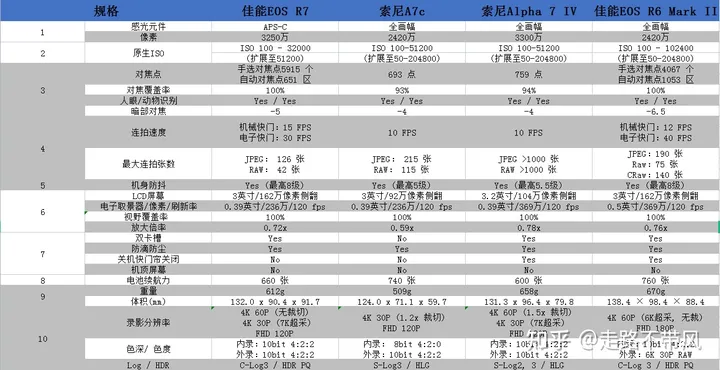 规格 佳能EOS R7 索尼A7c 索尼Alpha 7 IV 佳能EOS R6 Mark II
1 感光元件 APS-C 全画幅 全画幅 全画幅
像素 3250万 2420万 3300万 2420万
2 原生ISO ISO 100 - 32000 ISO 100-51200 ISO 100-51200 ISO 100 - 102400
(扩展至51200) (扩展至50-204800) (扩展至50-204800) (扩展至50-204800)
3 对焦点 手选对焦点5915 个 693 点 759 点 手选对焦点4067 个
自动对焦点651 区 自动对焦点1053 区
对焦覆盖率 100% 93% 94% 100%
人眼/动物识别 Yes / Yes Yes / Yes Yes / Yes Yes / Yes
暗部对焦 -5 -4 -4 -6.5
4 连拍速度 机械快门: 15 FPS 10 FPS 10 FPS 机械快门: 12 FPS
电子快门: 30 FPS 电子快门: 40 FPS
最大连拍张数 JPEG: 126 张 JPEG: 215 张 JPEG >1000 张 JPEG: 190 张
RAW: 42 张 RAW: 115 张 RAW >1000 张 Raw: 75 张
CRaw: 140 张
5 机身防抖 Yes (最高8级) Yes (最高5级) Yes (最高5.5级) Yes (最高8级)
6 LCD屏幕 3英寸/162万像素侧翻 3英寸/92万像素侧翻 3.2英寸/104万像素侧翻 3英寸/162万像素侧翻
电子取景器/像素/刷新率 0.39英寸/236万/120 fps 0.39英寸/236万/120 fps 0.39英寸/369万/120 fps 0.5英寸/369万/120 fps
视野覆盖率 100% 100% 100% 100%
放大倍率 0.72x 0.59x 0.78x 0.76x
7 双卡槽 Yes No Yes Yes
防滴防尘 Yes Yes Yes Yes
关机快门帘关闭 No No Yes Yes
机顶屏幕 No No No No
8 电池续航力 660 张 740 张 600 张 760 张
9 重量 612g 509g 658g 670g
体积(mm) 132.0 x 90.4 x 91.7 124.0 x 71.1 x 59.7 131.3 x 96.4 x 79.8 138.4 × 98.4 × 88.4
10 录影分辨率 4K 60P (无裁切) 4K 30P (1.2x 裁切) 4K 60P (1.5x 裁切) 4K 60P (6K超采, 无裁)
4K 30P (7K超采) FHD 120P 4K 30P (7K超采) FHD 180P
FHD 120P FHD 120P
色深/ 色度 内录:10bit 4:2:2 内录: 8bit 4:2:0 内录:10bit 4:2:2 内录:10bit 4:2:2
外录:10bit 4:2:2 外录: 8bit 4:2:2 外录:10bit 4:2:2 外录: 6K 30P RAW
Log / HDR C-Log3 / HDR PQ S-Log3 / HLG S-Log2, 3 / HLG C-Log3 / HDR PQ
知乎 @走路不带风